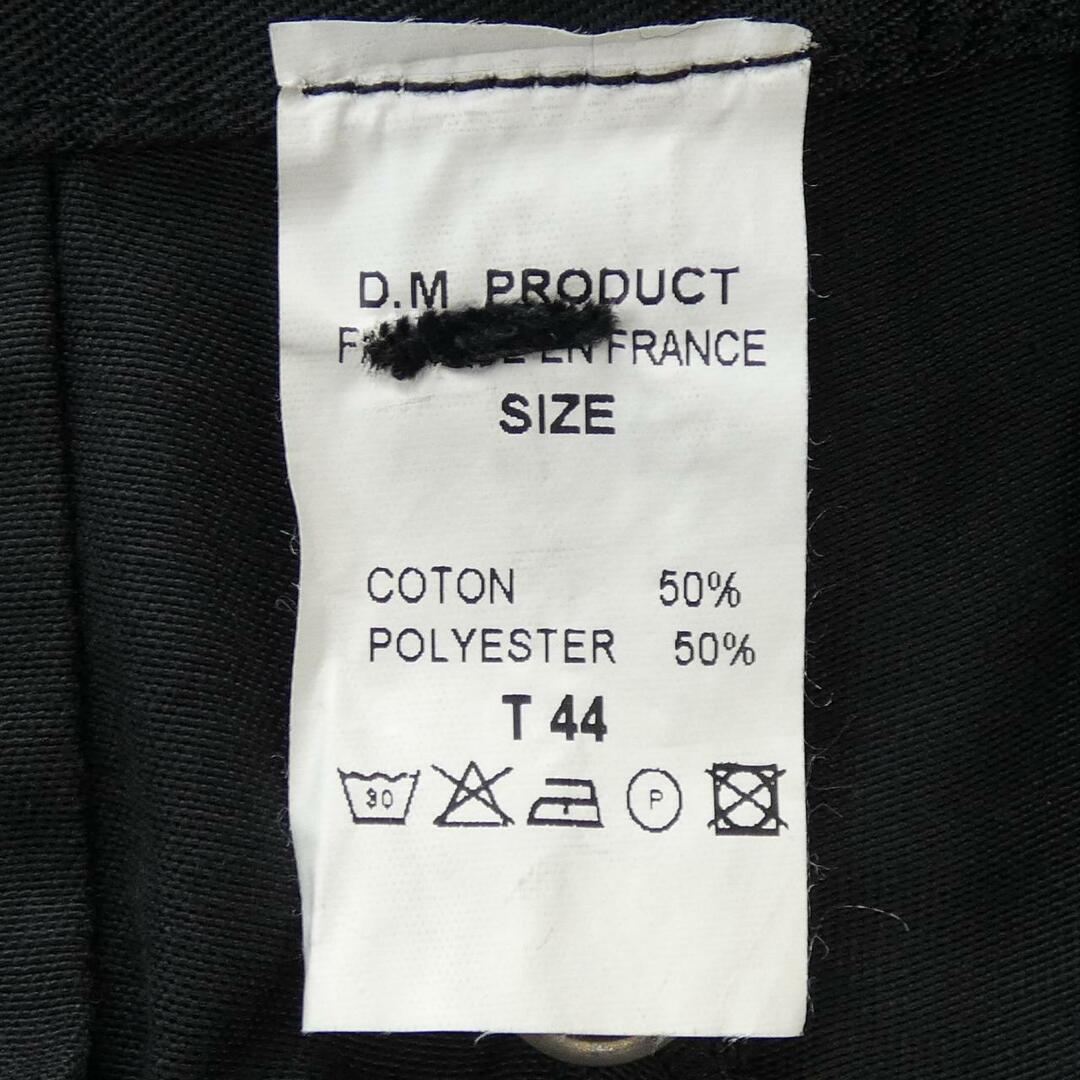 D.M PRODUCT
EN FRANCE
SIZE
COTON 50%
POLYESTER 50%
T 44
30
P